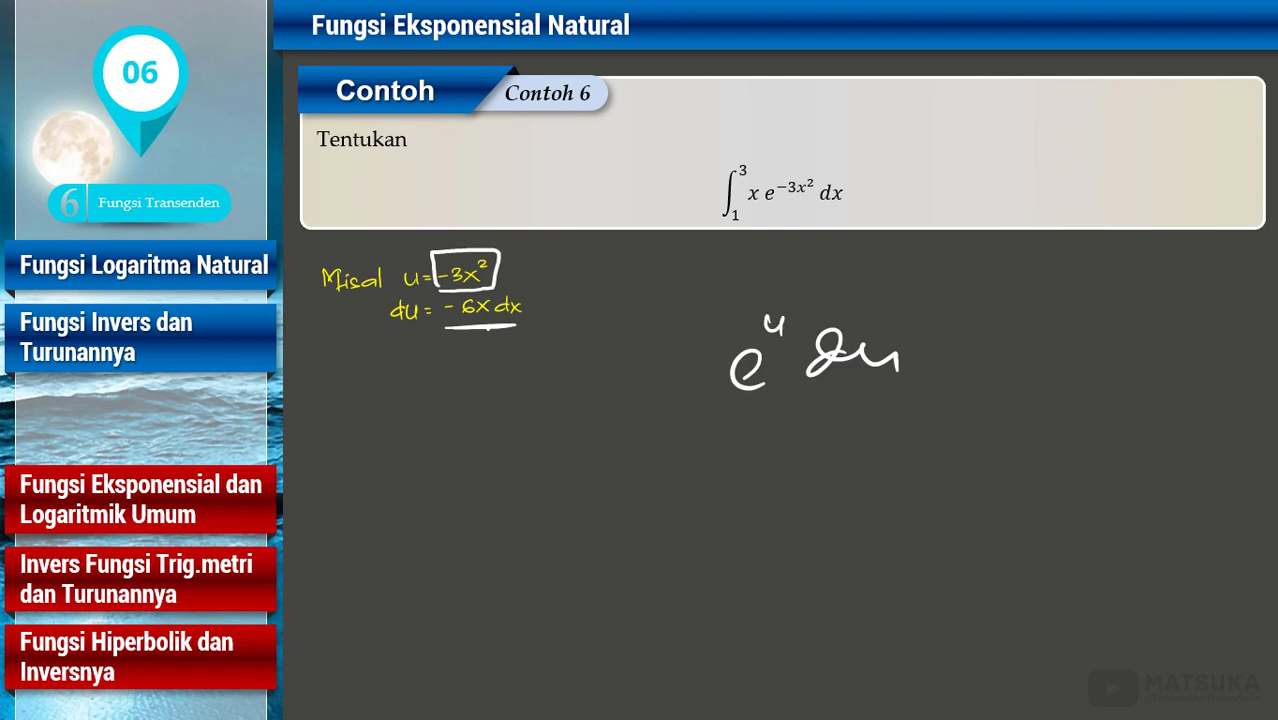 06
6 Fungsi Transenden
Fungsi Logaritma Natural
Fungsi Invers dan
Turunannya
Fungsi Eksponensial dan
Logaritmik Umum
Invers Fungsi Trig.metri
dan Turunannya
Fungsi Hiperbolik dan
Inversnya
Fungsi Eksponensial Natural
Contoh Contoh 6
Tentukan
∫₁³ x e^{−3x²} dx
Misal u = -3x²
du = - 6x dx
e^u du
MATSUKA